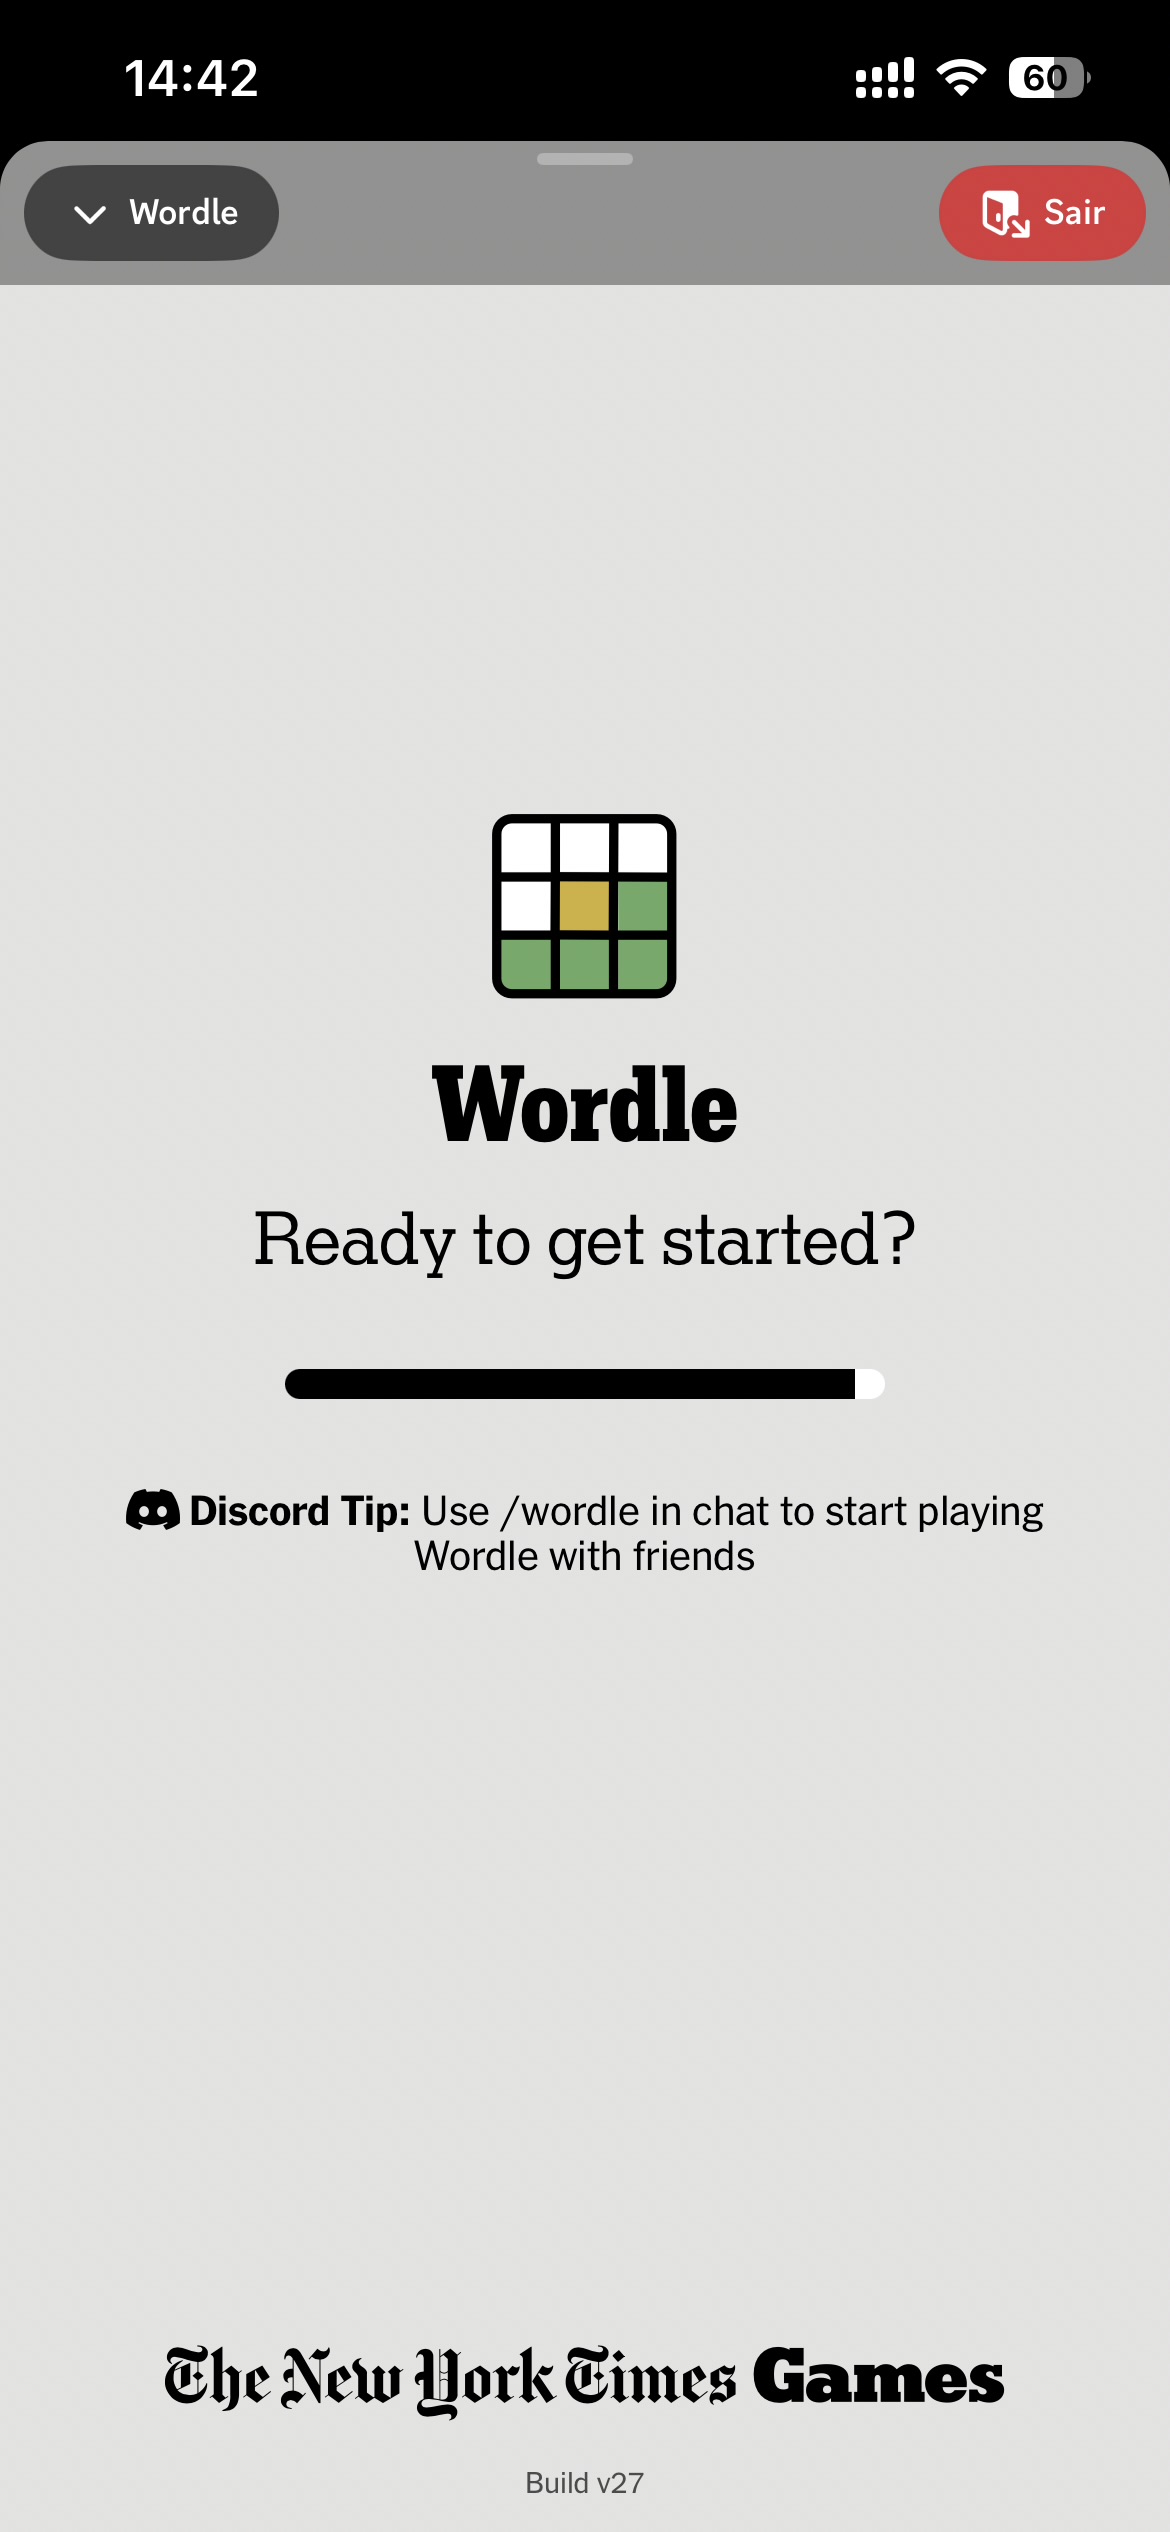 14:42
60
Wordle
Sair
Wordle
Ready to get started?
Discord Tip: Use /wordle in chat to start playing
Wordle with friends
The New York Times Games
Build v27